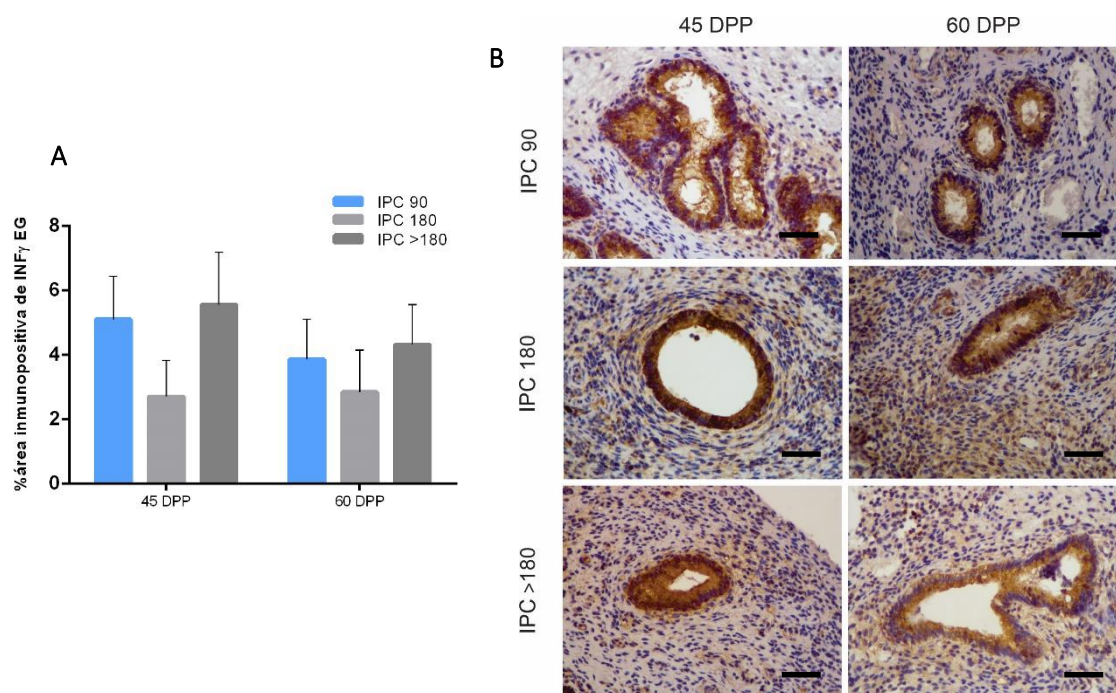 A
IPC 90
IPC 180
IPC >180
%área inmunopositiva de INFγ EG
8
6
4
2
0
45 DPP
60 DPP
B
45 DPP
60 DPP
IPC 90
IPC 180
IPC >180